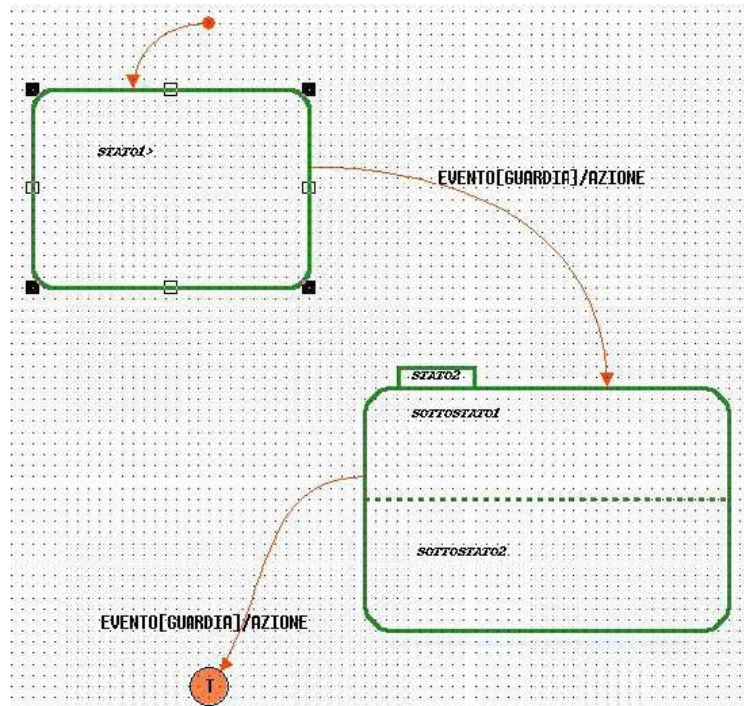 STATO1>
EVENTO[GUARDIA]/AZIONE
STATO2
SOTTOSTATO1
SOTTOSTATO2
EVENTO[GUARDIA]/AZIONE
T